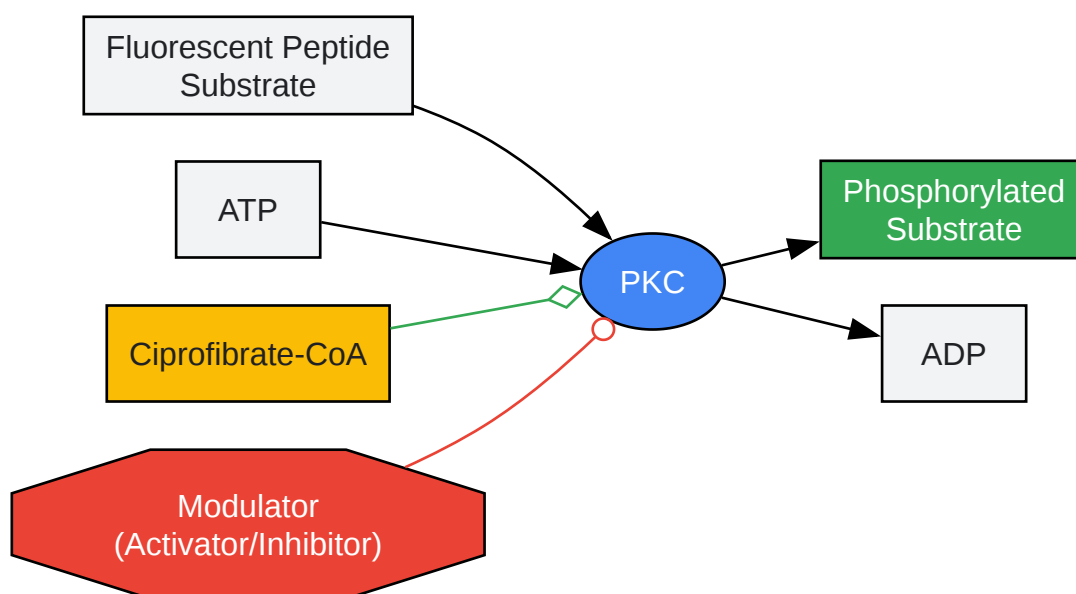 Fluorescent Peptide
Substrate
ATP
Ciprofibrate-CoA
Modulator
(Activator/Inhibitor)
PKC
Phosphorylated
Substrate
ADP